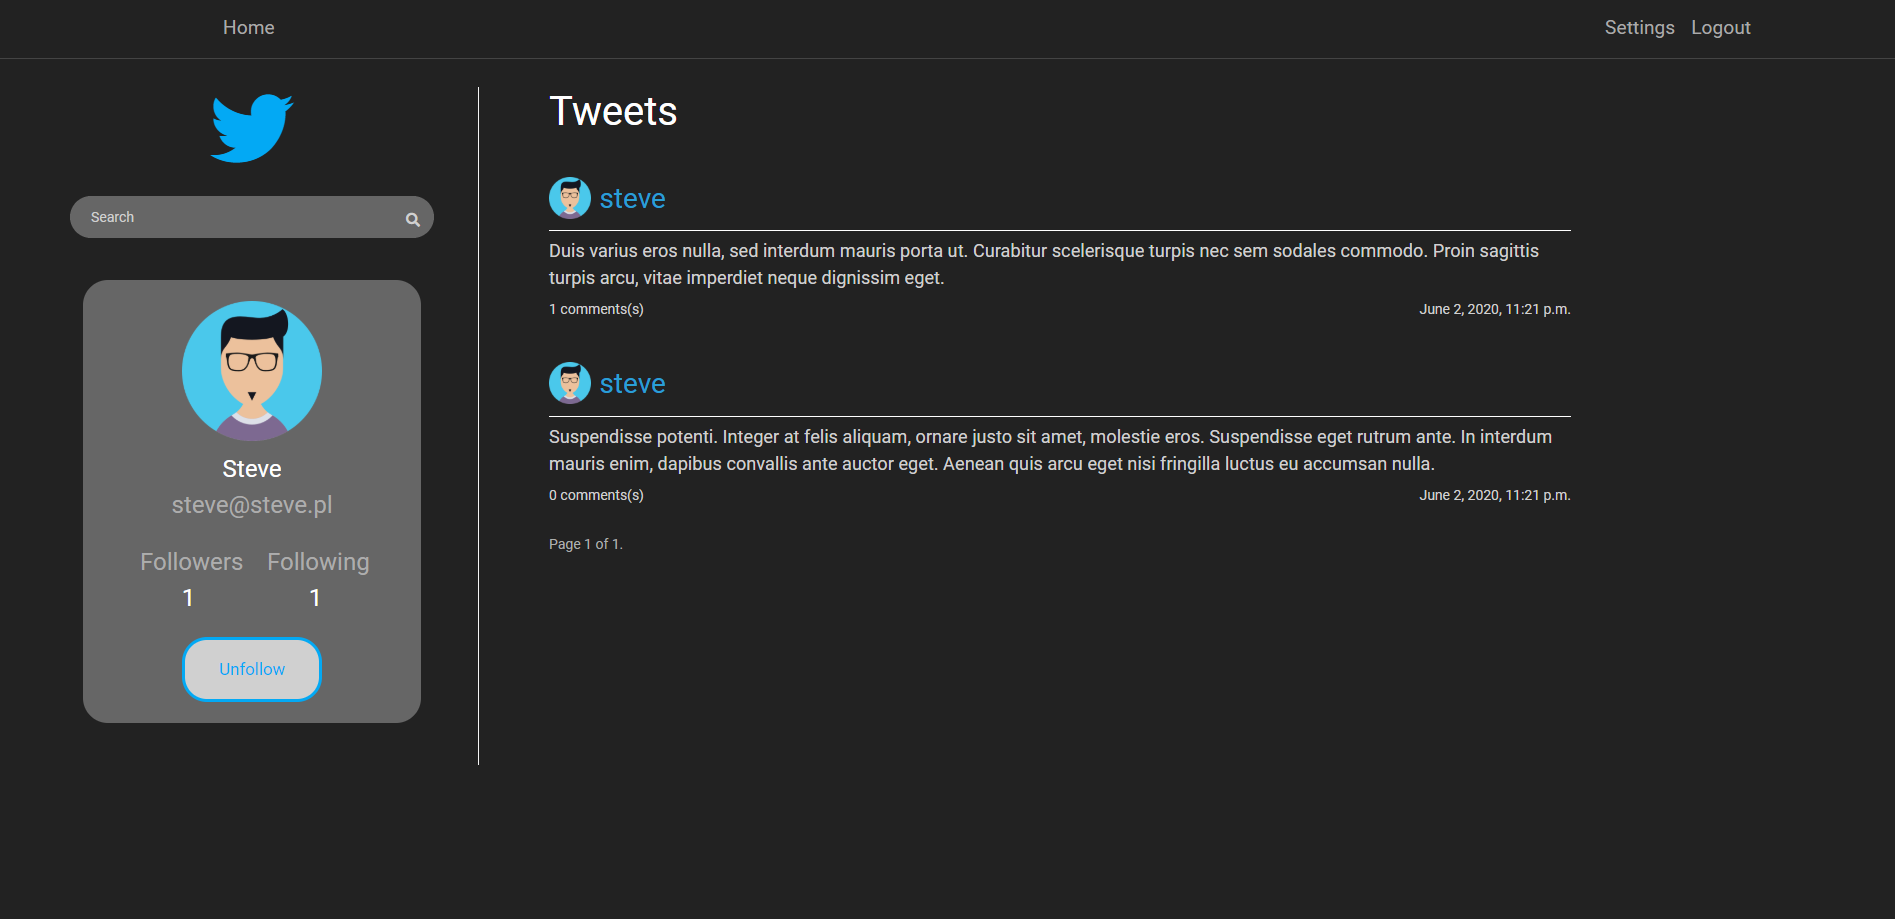 Home
Settings Logout
Search
Steve
steve@steve.pl
Followers Following
1 1
Unfollow
Tweets
steve
Duis varius eros nulla, sed interdum mauris porta ut. Curabitur scelerisque turpis nec sem sodales commodo. Proin sagittis
turpis arcu, vitae imperdiet neque dignissim eget.
1 comments(s) June 2, 2020, 11:21 p.m.
steve
Suspendisse potenti. Integer at felis aliquam, ornare justo sit amet, molestie eros. Suspendisse eget rutrum ante. In interdum
mauris enim, dapibus convallis ante auctor eget. Aenean quis arcu eget nisi fringilla luctus eu accumsan nulla.
0 comments(s) June 2, 2020, 11:21 p.m.
Page 1 of 1.